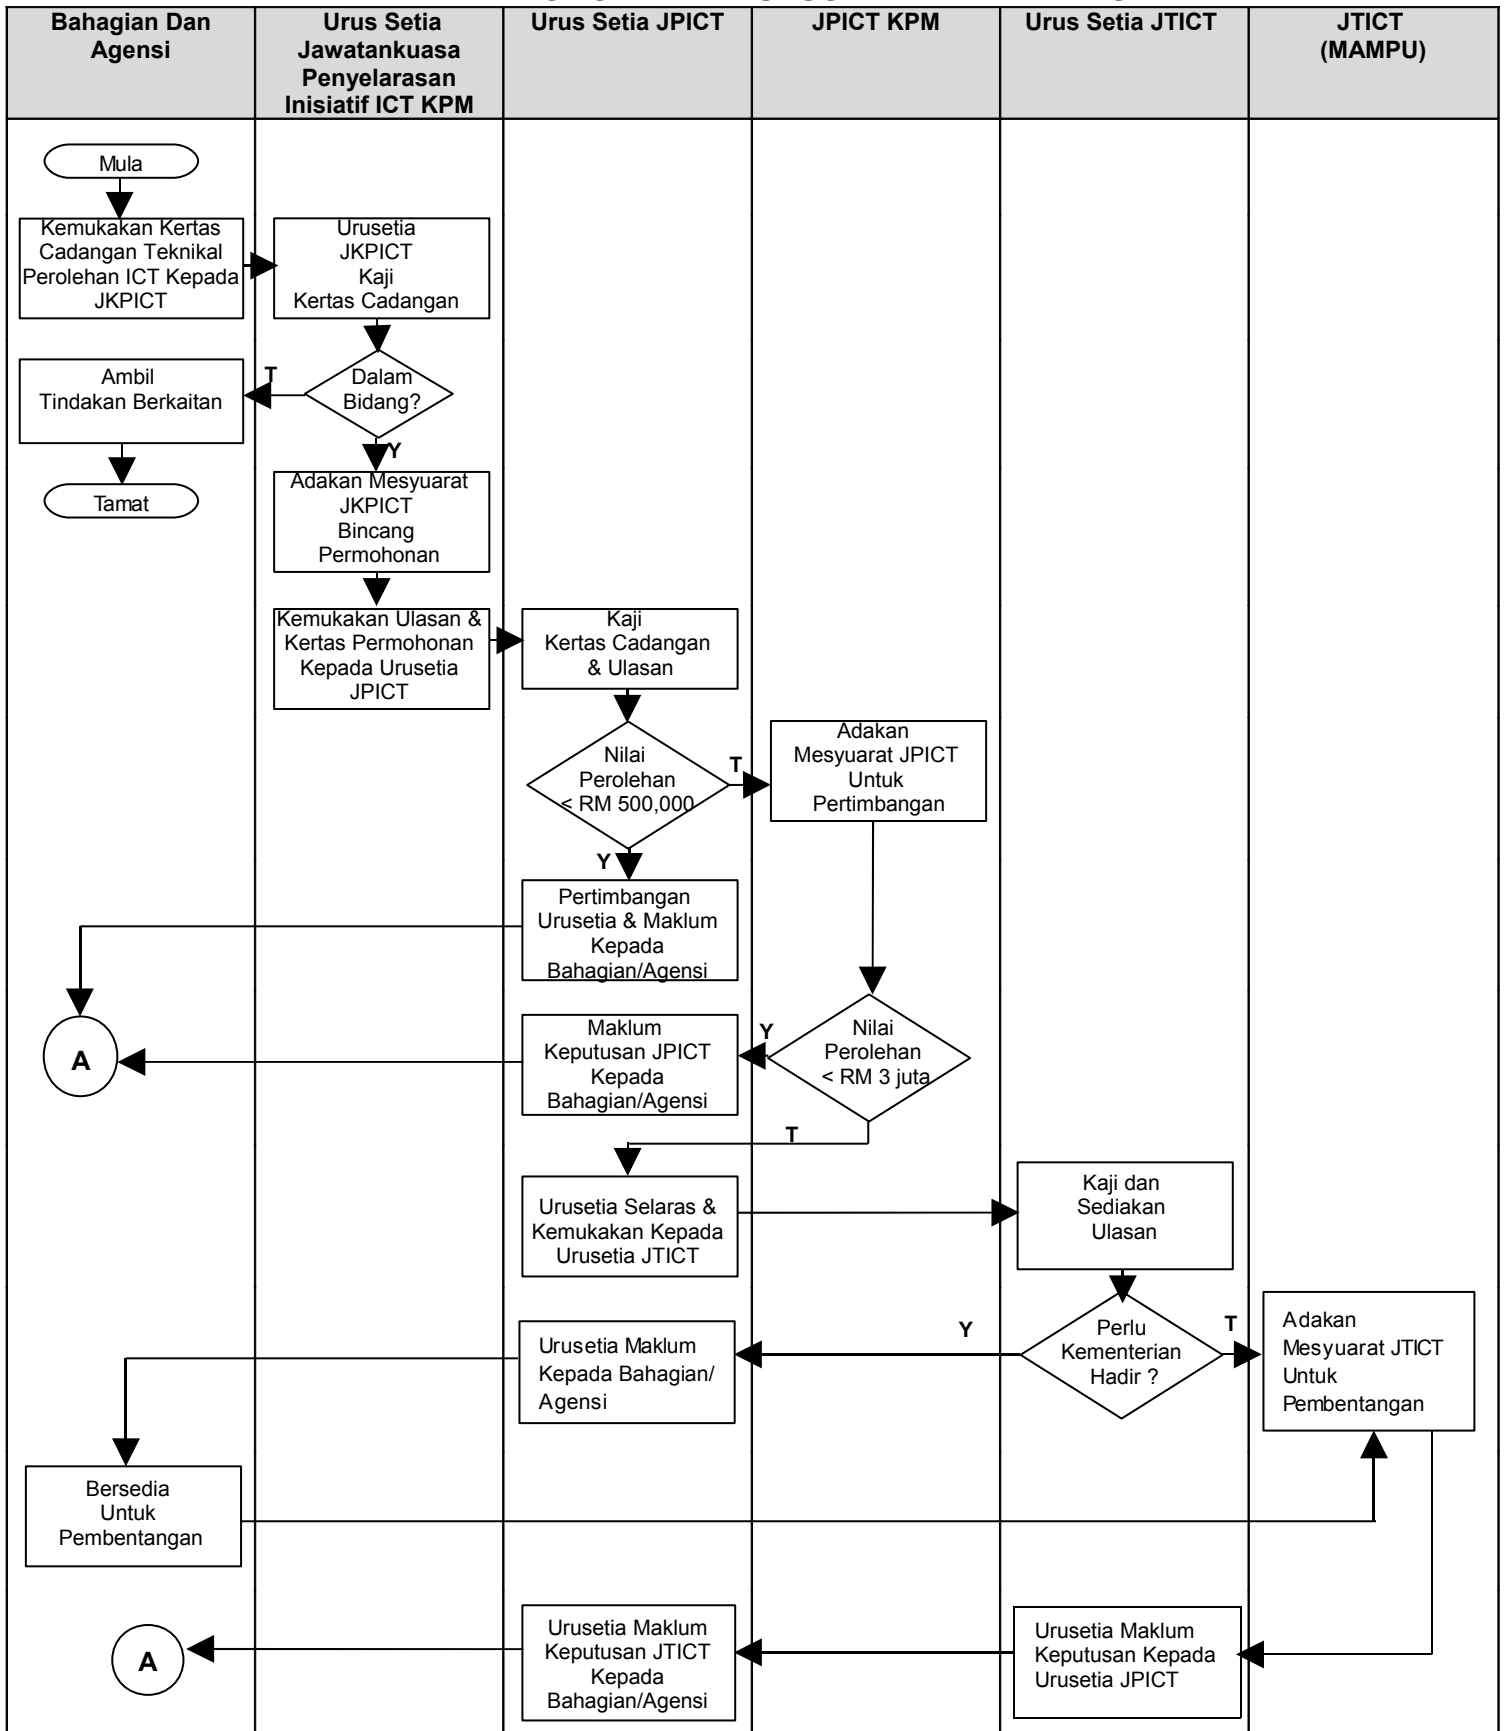 Bahagian Dan
Agensi
Urus Setia
Jawatankuasa
Penyelarasan
Inisiatif ICT KPM
Urus Setia JPICT
JPICT KPM
Urus Setia JTICT
JTICT
(MAMPU)
Mula
Kemukakan Kertas
Cadangan Teknikal
Perolehan ICT Kepada
JKPICT
Urusetia
JKPICT
Kaji
Kertas Cadangan
Ambil
Tindakan Berkaitan
T
Dalam
Bidang?
Y
Tamat
Adakan Mesyuarat
JKPICT
Bincang
Permohonan
Kemukakan Ulasan &
Kertas Permohonan
Kepada Urusetia
JPICT
Kaji
Kertas Cadangan
& Ulasan
Nilai
Perolehan
< RM 500,000
T
Adakan
Mesyuarat JPICT
Untuk
Pertimbangan
Y
Pertimbangan
Urusetia & Maklum
Kepada
Bahagian/Agensi
A
Maklum
Keputusan JPICT
Kepada
Bahagian/Agensi
Y
Nilai
Perolehan
< RM 3 juta
T
Urusetia Selaras &
Kemukakan Kepada
Urusetia JTICT
Kaji dan
Sediakan
Ulasan
Urusetia Maklum
Kepada Bahagian/
Agensi
Y
Perlu
Kementerian
Hadir ?
T
Adakan
Mesyuarat JTICT
Untuk
Pembentangan
Bersedia
Untuk
Pembentangan
A
Urusetia Maklum
Keputusan JTICT
Kepada
Bahagian/Agensi
Urusetia Maklum
Keputusan Kepada
Urusetia JPICT